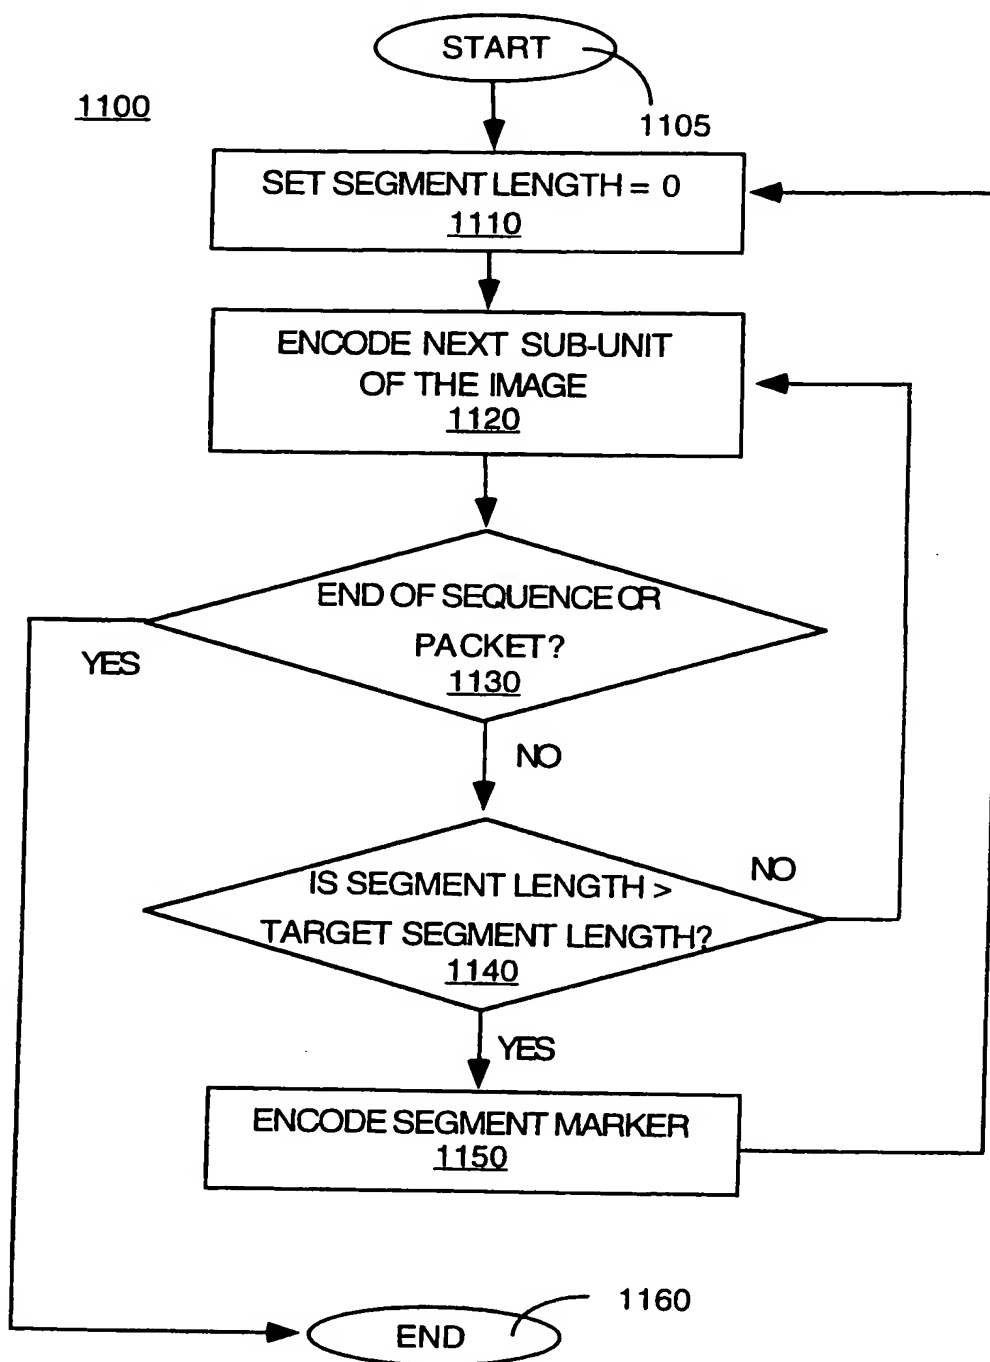 START
1100
1105
SET SEGMENT LENGTH = 0
1110
ENCODE NEXT SUB-UNIT
OF THE IMAGE
1120
END OF SEQUENCE OR
PACKET?
1130
YES
NO
IS SEGMENT LENGTH >
NO
TARGET SEGMENT LENGTH?
1140
YES
ENCODE SEGMENT MARKER
1150
1160
END